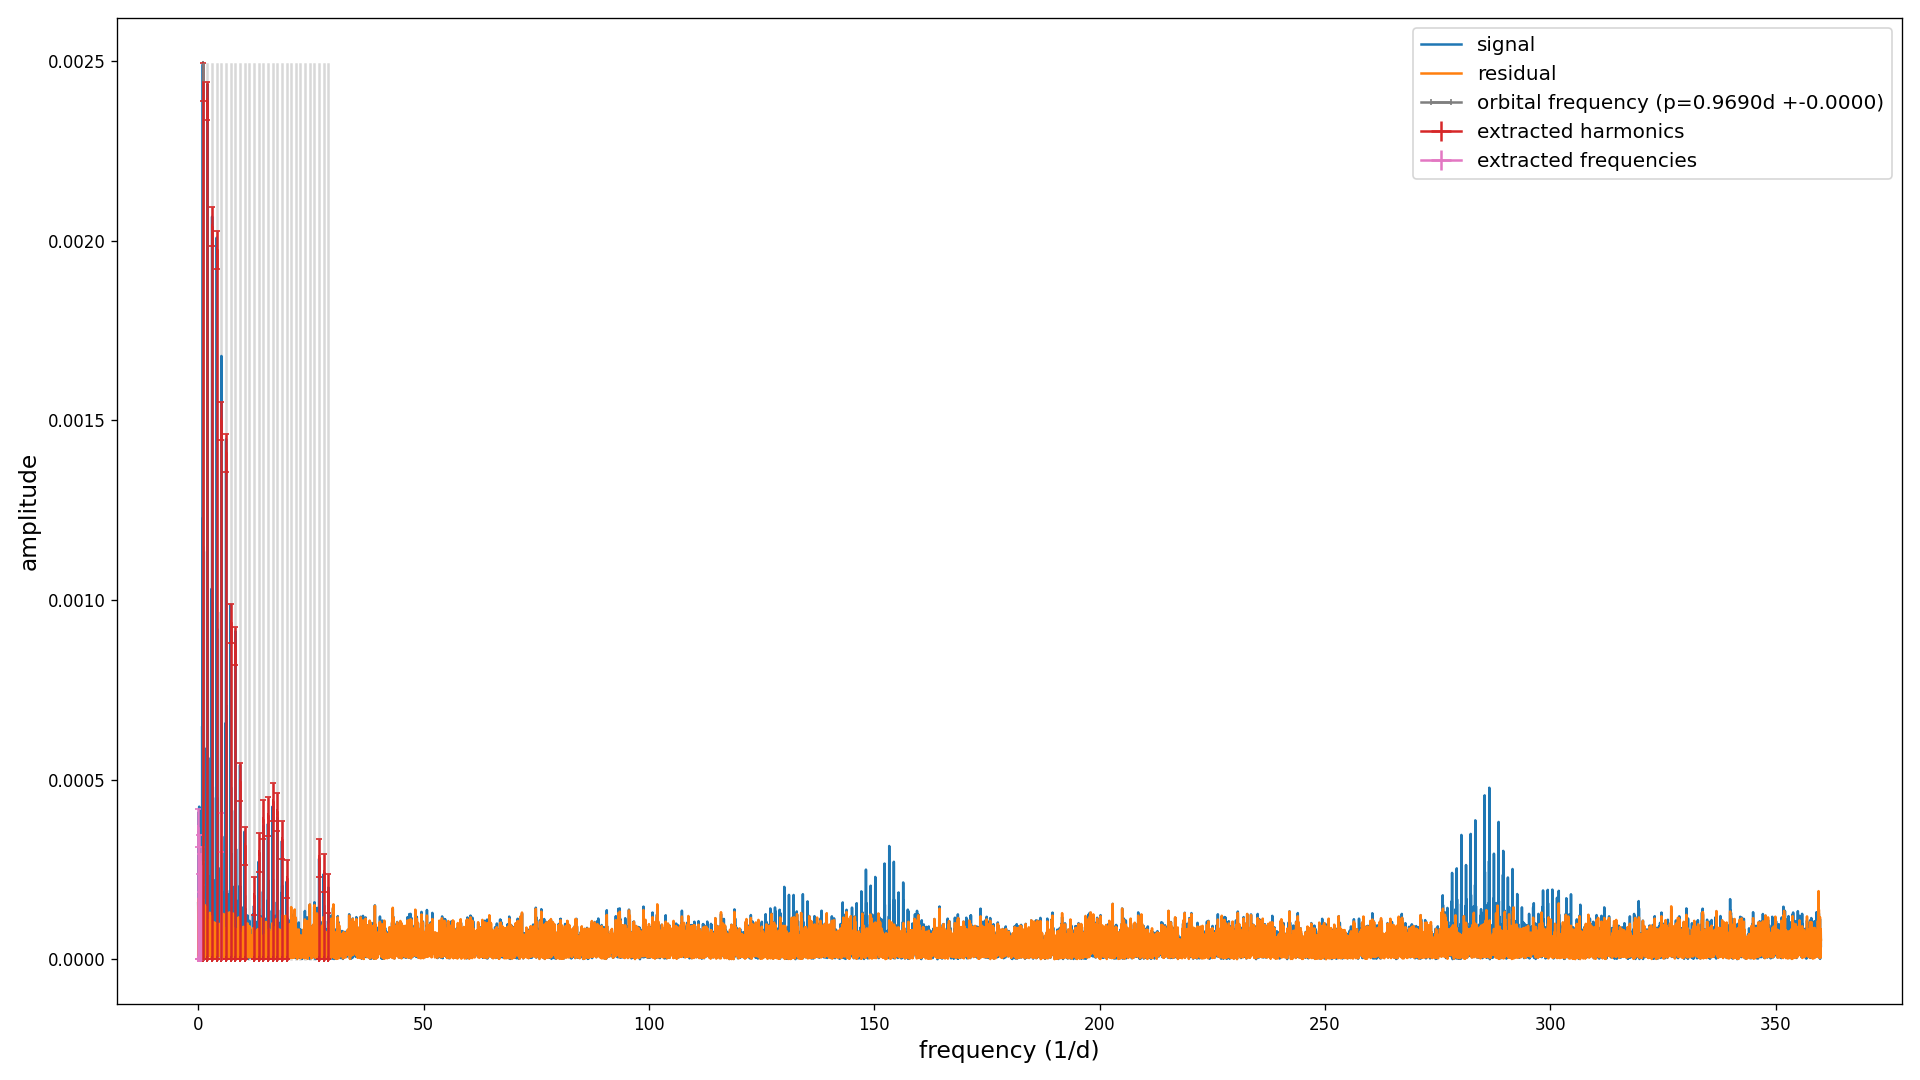 signal
residual
orbital frequency (p=0.9690d +-0.0000)
extracted harmonics
extracted frequencies
amplitude
0.0025
0.0020
0.0015
0.0010
0.0005
0.0000
0 50 100 150 200 250 300 350
frequency (1/d)